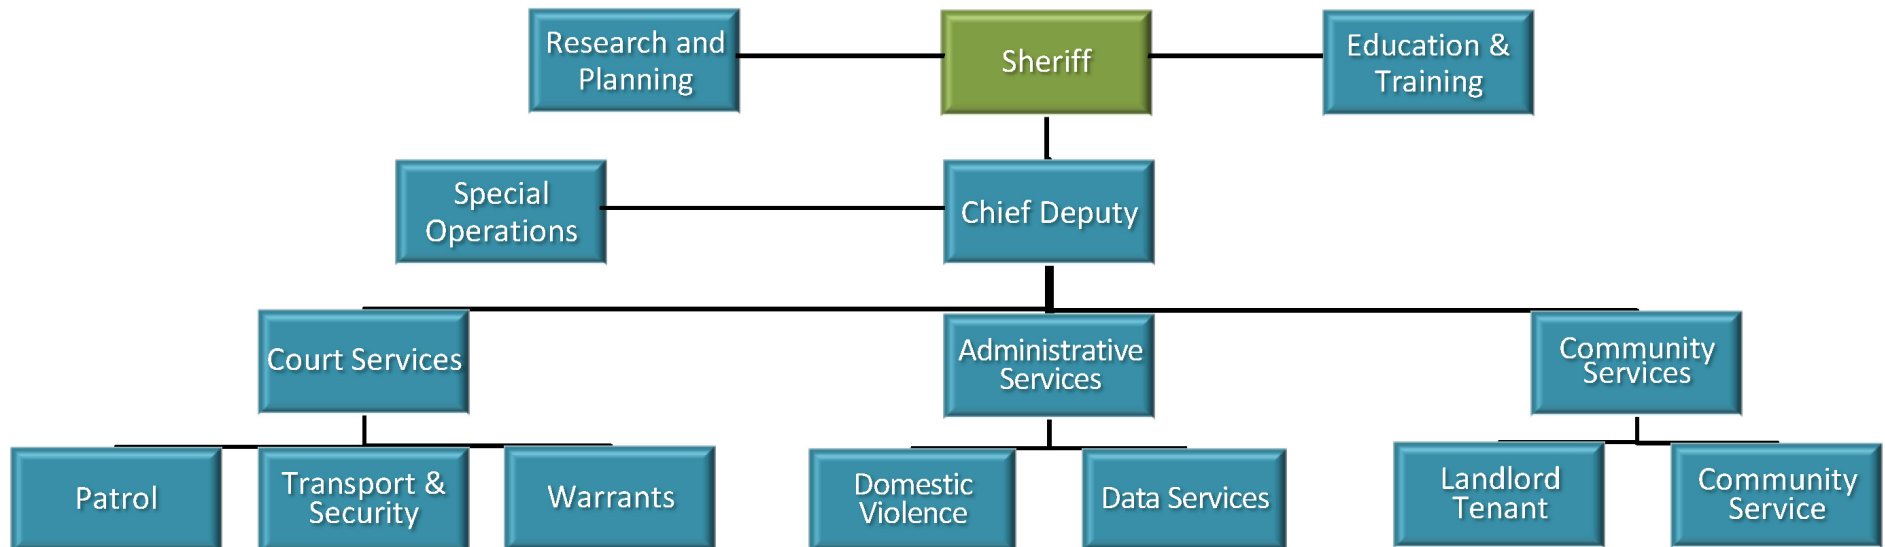 Research and
Planning
Sheriff
Education &
Training
Special
Operations
Chief Deputy
Court Services
Administrative
Services
Community
Services
Patrol
Transport &
Security
Warrants
Domestic
Violence
Data Services
Landlord
Tenant
Community
Service